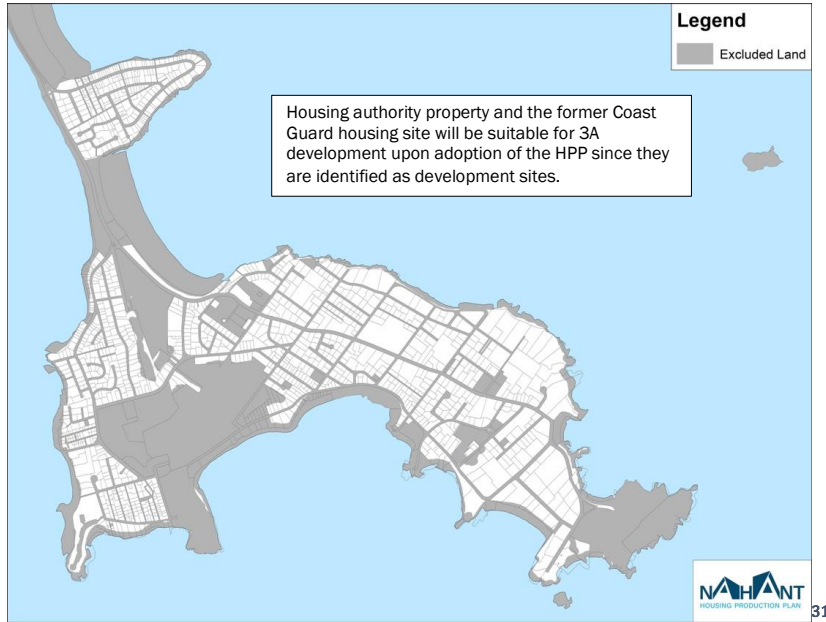 Legend
Excluded Land
Housing authority property and the former Coast
Guard housing site will be suitable for 3A
development upon adoption of the HPP since they
are identified as development sites.
NAHANT
HOUSING PRODUCTION PLAN
31